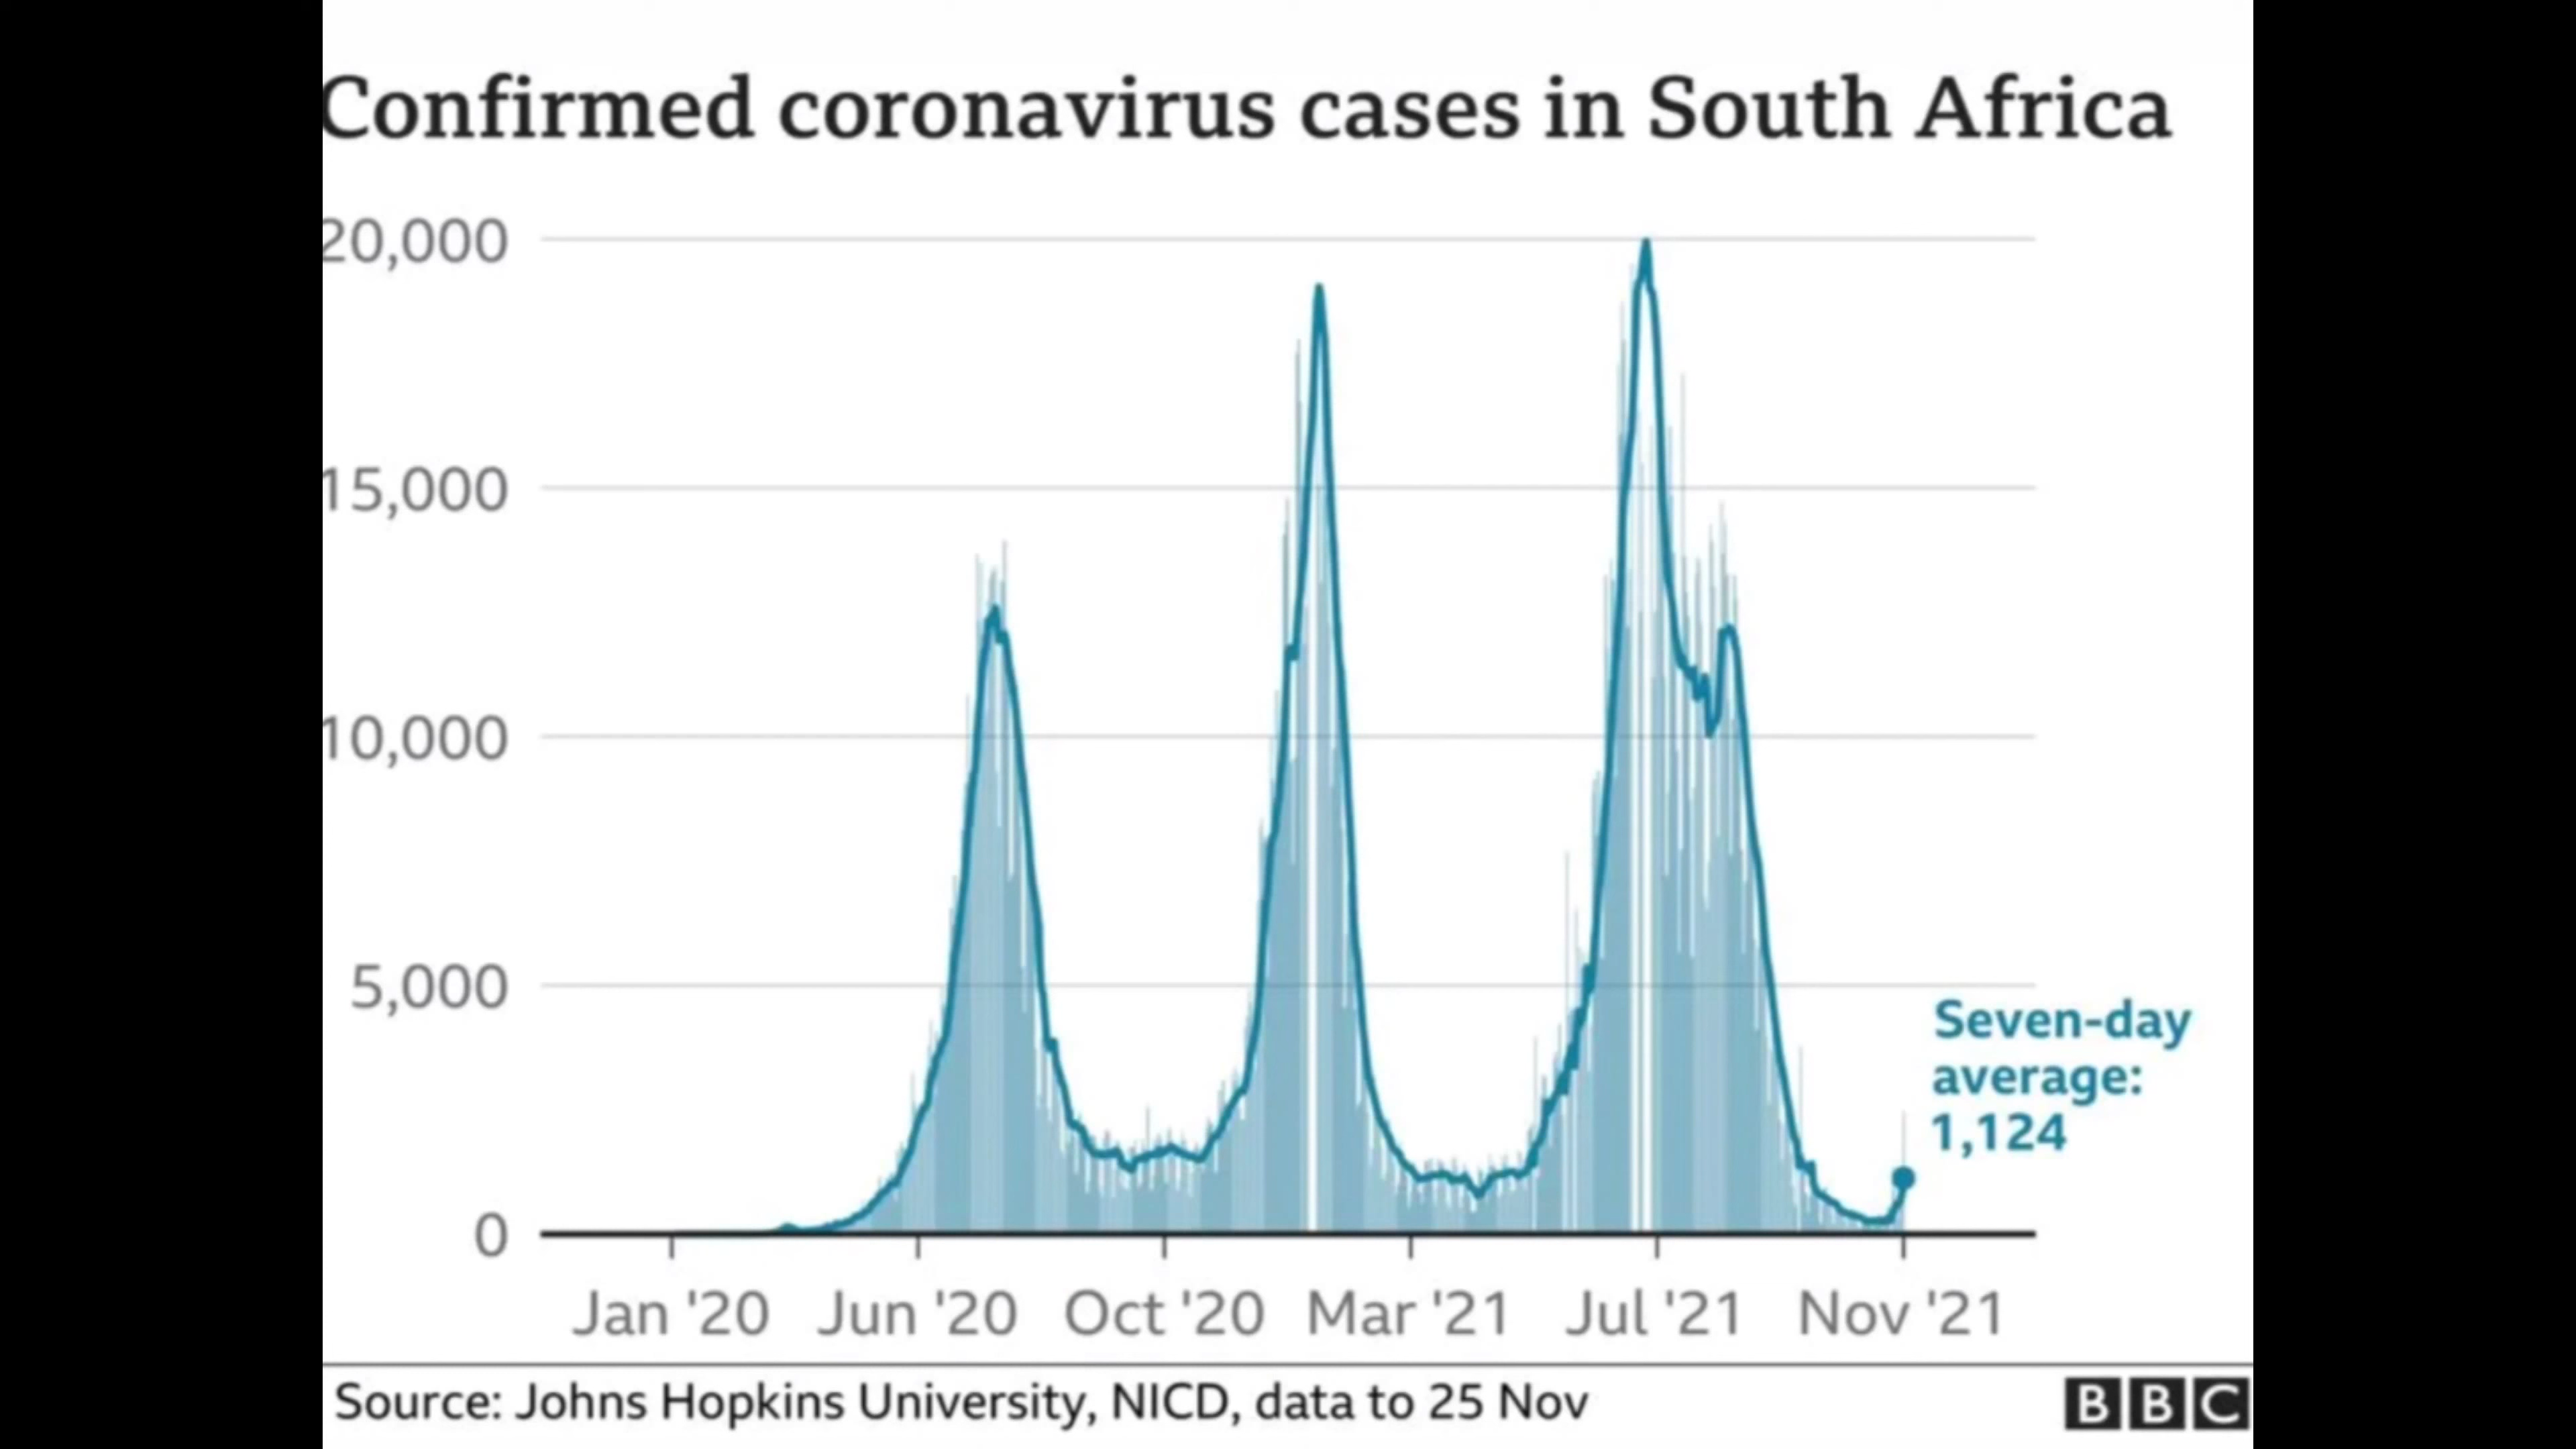 Confirmed coronavirus cases in South Africa
20,000
15,000
10,000
5,000
0
Seven-day
average:
1,124
Jan '20 Jun '20 Oct '20 Mar '21 Jul '21 Nov '21
Source: Johns Hopkins University, NICD, data to 25 Nov
BBC